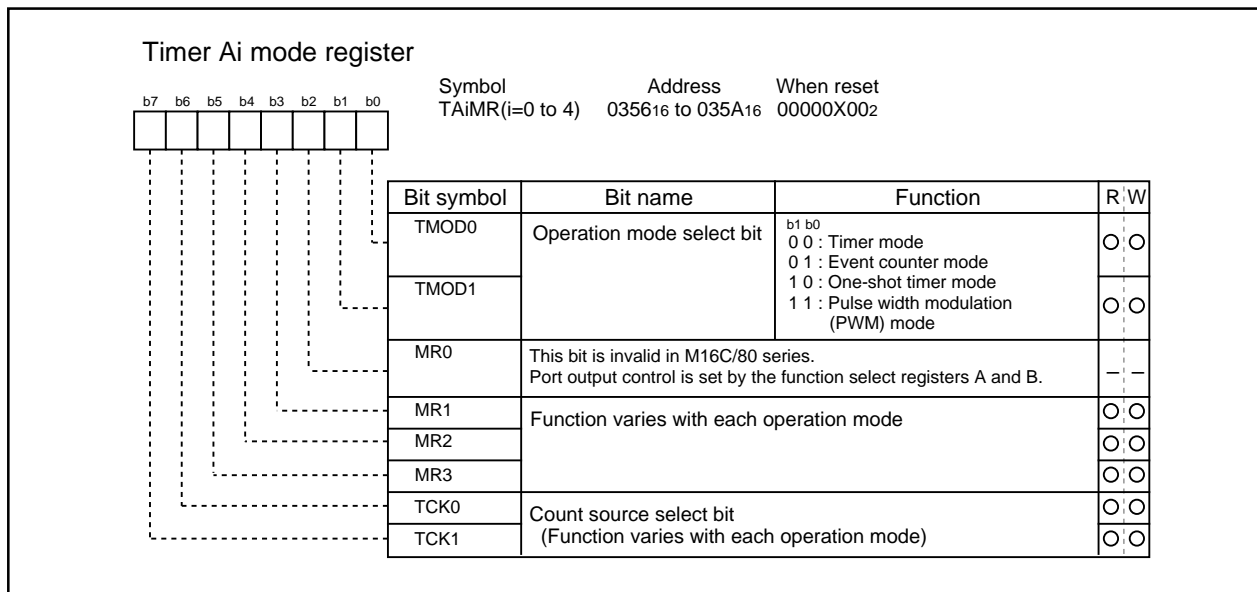 Timer Ai mode register
Symbol Address When reset
TAiMR(i=0 to 4) 035616 to 035A16 00000X002
b7 b6 b5 b4 b3 b2 b1 b0
Bit symbol Bit name Function R W
TMOD0 Operation mode select bit b1 b0
0 0 : Timer mode
0 1 : Event counter mode
TMOD1 1 0 : One-shot timer mode
1 1 : Pulse width modulation
(PWM) mode
MR0 This bit is invalid in M16C/80 series.
Port output control is set by the function select registers A and B. – –
MR1 Function varies with each operation mode
MR2
MR3
TCK0 Count source select bit
TCK1 (Function varies with each operation mode)